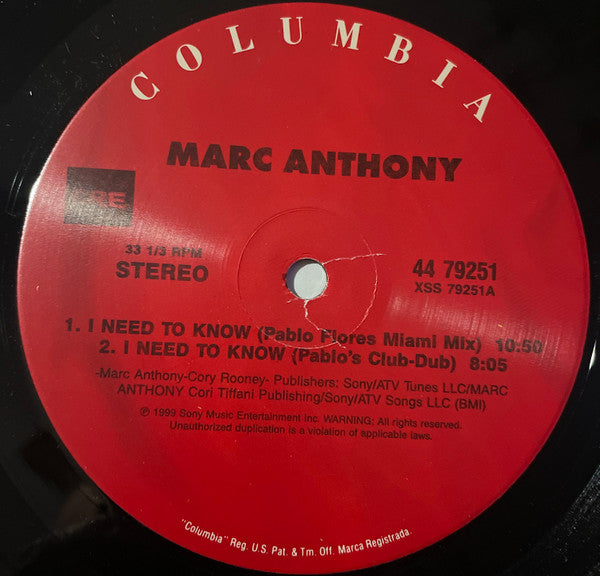 COLUMBIA
MARC ANTHONY
33 1/3 RPM
STEREO
44 79251
XSS 79251A
1. I NEED TO KNOW (Pablo Flores Miami Mix) 10:50
2. I NEED TO KNOW (Pablo's Club-Dub) 8:05
-Marc Anthony-Cory Rooney- Publishers: Sony/ATV Tunes LLC/MARC
ANTHONY Cori Tiffani Publishing/Sony/ATV Songs LLC (BMI)
℗ 1999 Sony Music Entertainment Inc. WARNING: All rights reserved.
Unauthorized duplication is a violation of applicable laws.
"Columbia" Reg. U.S. Pat. & Tm. Off. Marca Registrada.